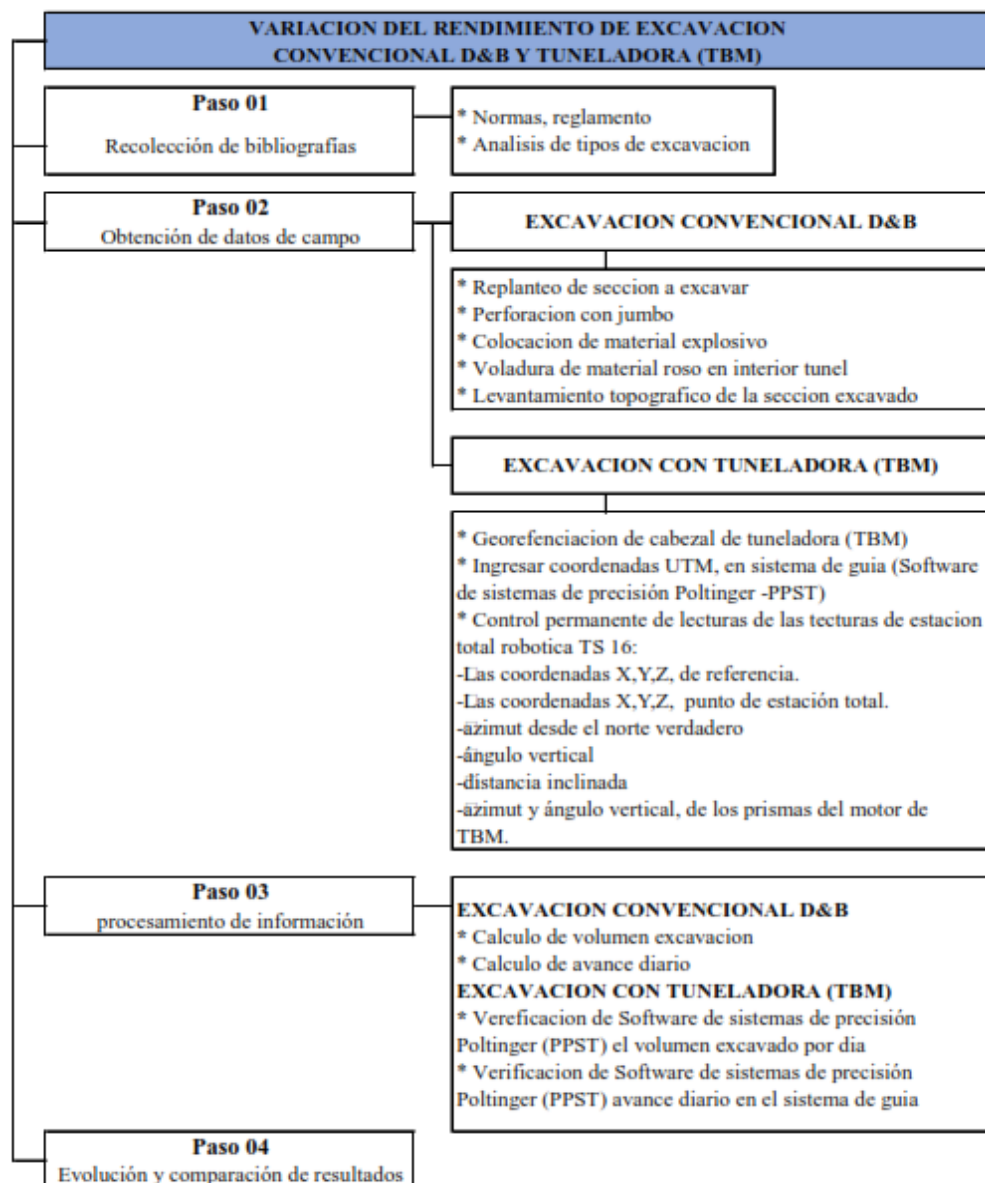 VARIACION DEL RENDIMIENTO DE EXCAVACION
CONVENCIONAL D&B Y TUNELADORA (TBM)
Paso 01
Recolección de bibliografías
* Normas, reglamento
* Analisis de tipos de excavacion
Paso 02
Obtención de datos de campo
EXCAVACION CONVENCIONAL D&B
* Replanteo de seccion a excavar
* Perforacion con jumbo
* Colocacion de material explosivo
* Voladura de material roso en interior tunel
* Levantamiento topografico de la seccion excavado
EXCAVACION CON TUNELADORA (TBM)
* Georefenciacion de cabezal de tuneladora (TBM)
* Ingresar coordenadas UTM, en sistema de guia (Software
de sistemas de precisión Poltinger -PPST)
* Control permanente de lecturas de las tecturas de estacion
total robotica TS 16:
-Las coordenadas X,Y,Z, de referencia.
-Las coordenadas X,Y,Z, punto de estación total.
-azimut desde el norte verdadero
-ángulo vertical
-distancia inclinada
-azimut y ángulo vertical, de los prismas del motor de
TBM.
Paso 03
procesamiento de información
EXCAVACION CONVENCIONAL D&B
* Calculo de volumen excavacion
* Calculo de avance diario
EXCAVACION CON TUNELADORA (TBM)
* Vereficacion de Software de sistemas de precisión
Poltinger (PPST) el volumen excavado por dia
* Verificacion de Software de sistemas de precisión
Poltinger (PPST) avance diario en el sistema de guia
Paso 04
Evolución y comparación de resultados